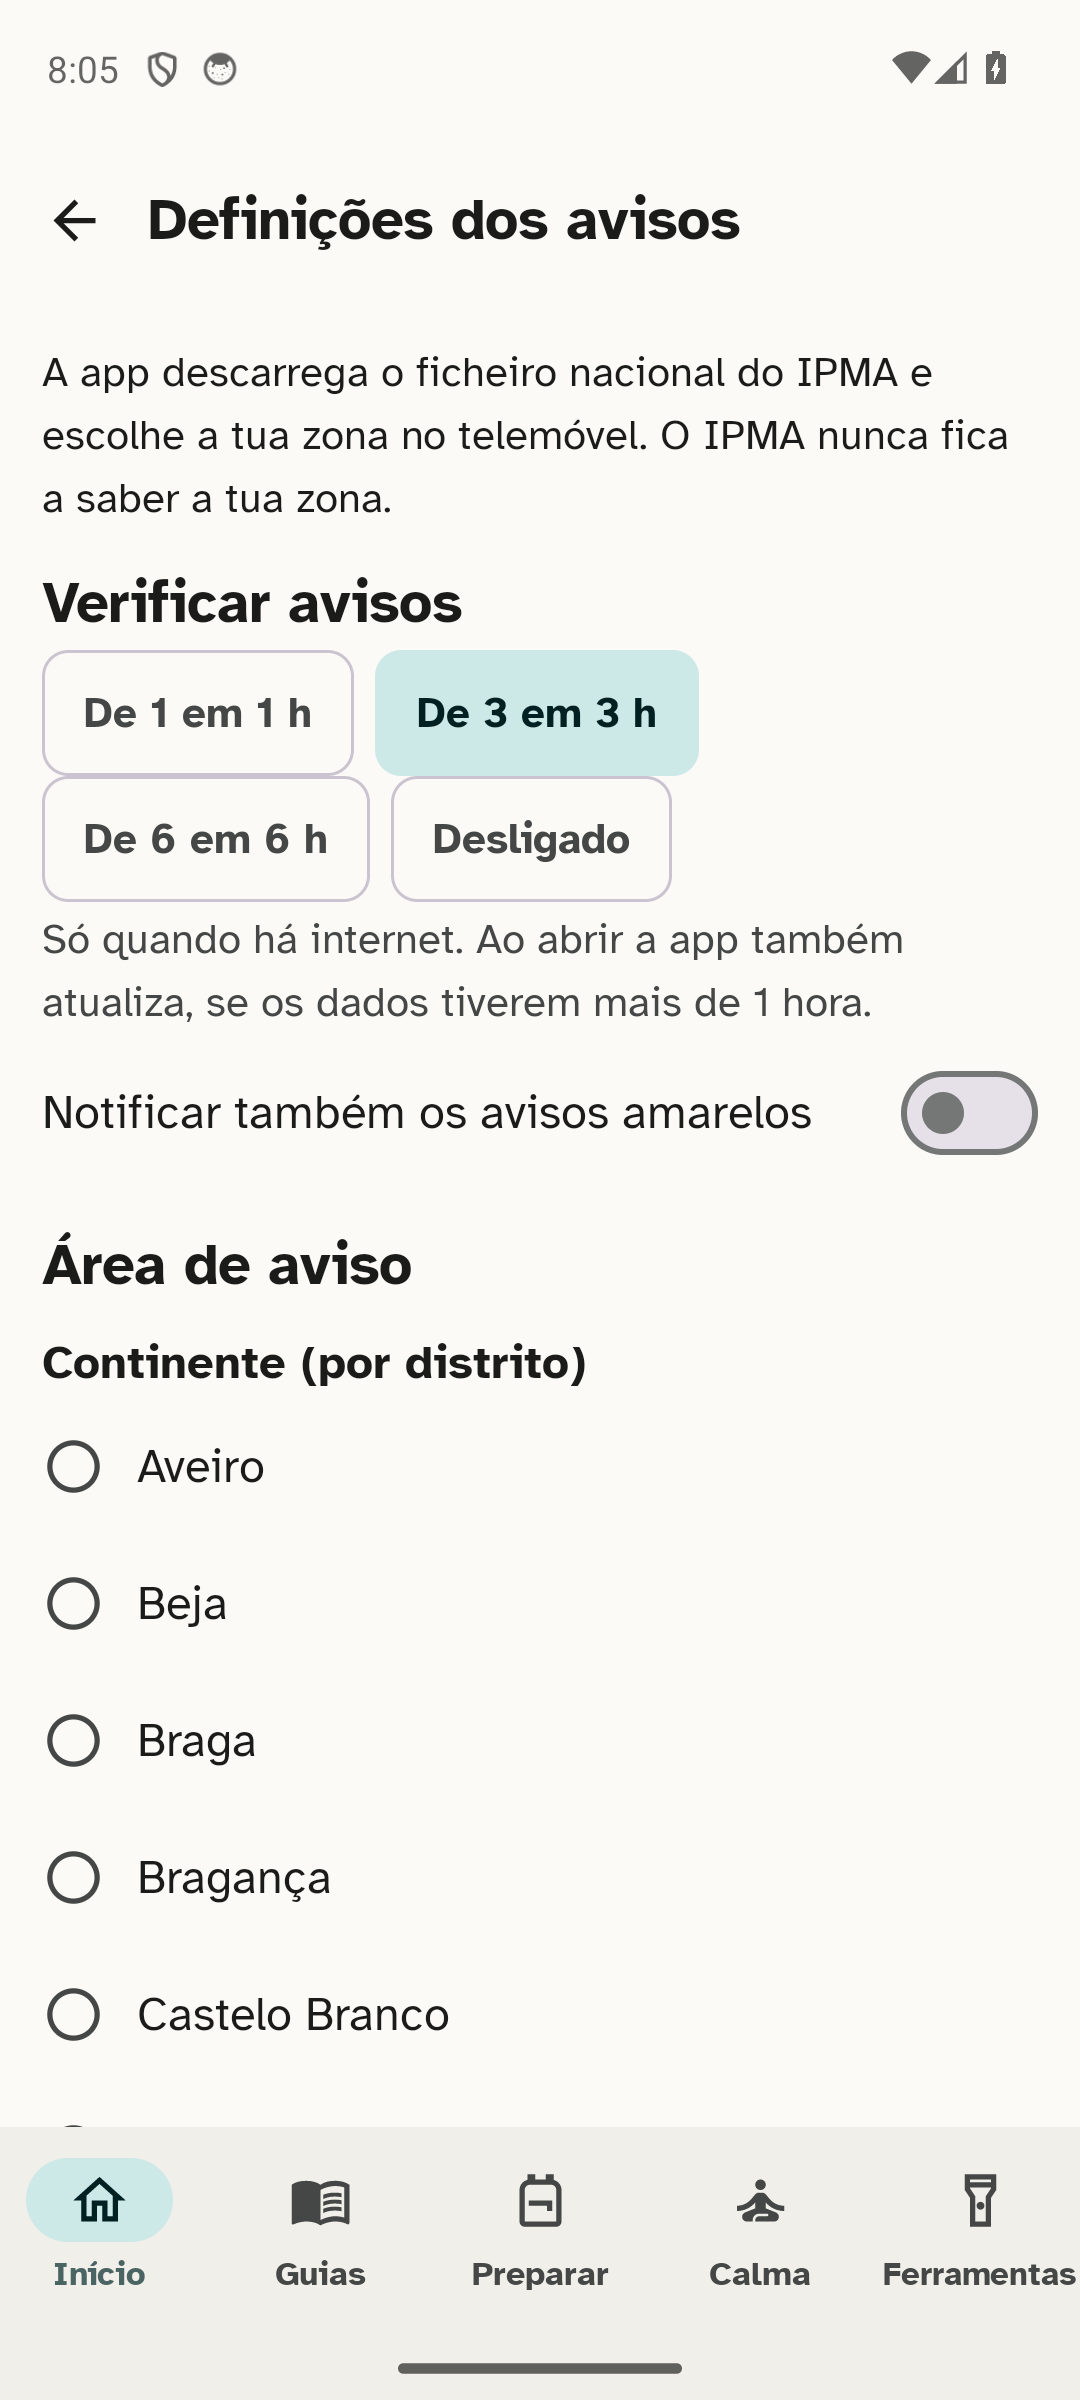 8:05
Definições dos avisos
A app descarrega o ficheiro nacional do IPMA e
escolhe a tua zona no telemóvel. O IPMA nunca fica
a saber a tua zona.
Verificar avisos
De 1 em 1 h
De 3 em 3 h
De 6 em 6 h
Desligado
Só quando há internet. Ao abrir a app também
atualiza, se os dados tiverem mais de 1 hora.
Notificar também os avisos amarelos
Área de aviso
Continente (por distrito)
Aveiro
Beja
Braga
Bragança
Castelo Branco
Início
Guias
Preparar
Calma
Ferramentas